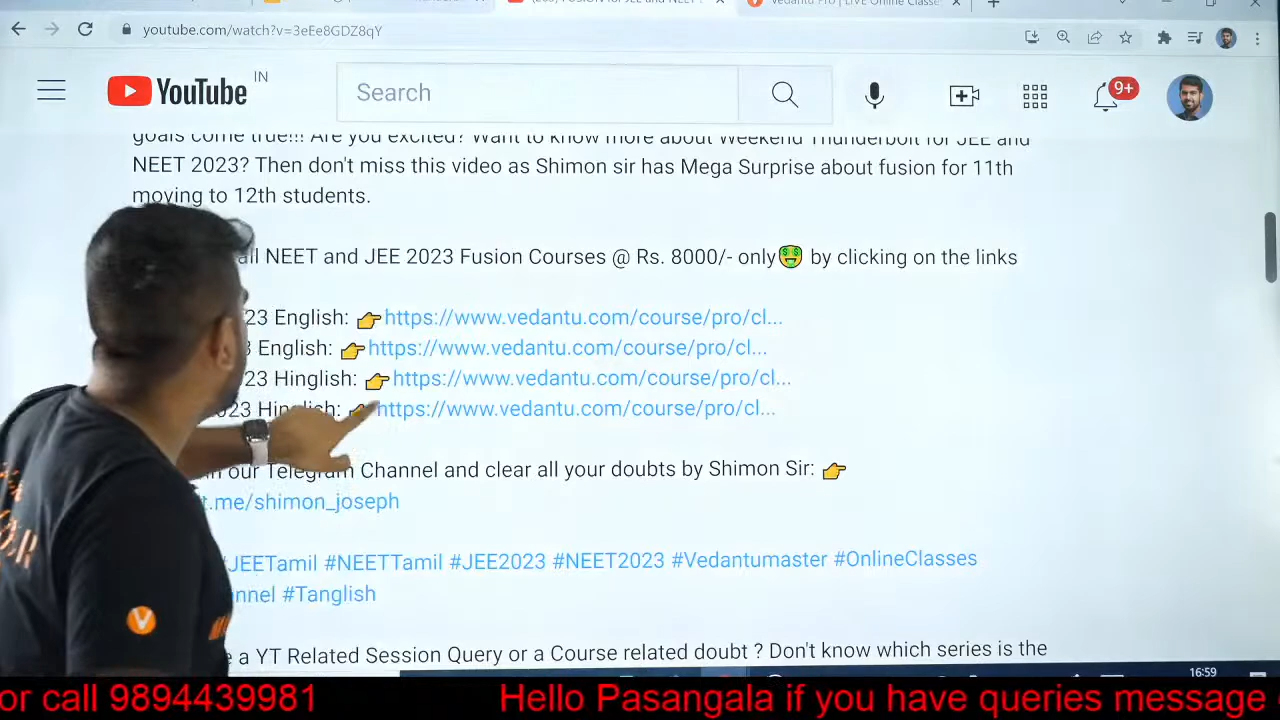 youtube.com/watch?v=3eEe8GDZ8qY
YouTube IN
Search
9+
goals come true!!! Are you excited? Want to know more about Weekend Thunderbolt for JEE and
NEET 2023? Then don't miss this video as Shimon sir has Mega Surprise about fusion for 11th
moving to 12th students.
all NEET and JEE 2023 Fusion Courses @ Rs. 8000/- only🤑 by clicking on the links
23 English: 👉https://www.vedantu.com/course/pro/cl...
English: 👉https://www.vedantu.com/course/pro/cl...
23 Hinglish: 👉https://www.vedantu.com/course/pro/cl...
23 Hinglish: 👉https://www.vedantu.com/course/pro/cl...
our Telegram Channel and clear all your doubts by Shimon Sir: 👉
t.me/shimon_joseph
#JEETamil #NEETTamil #JEE2023 #NEET2023 #Vedantumaster #OnlineClasses
#Tanglish
a YT Related Session Query or a Course related doubt ? Don't know which series is the
16:59
or call 9894439981 Hello Pasangala if you have queries message